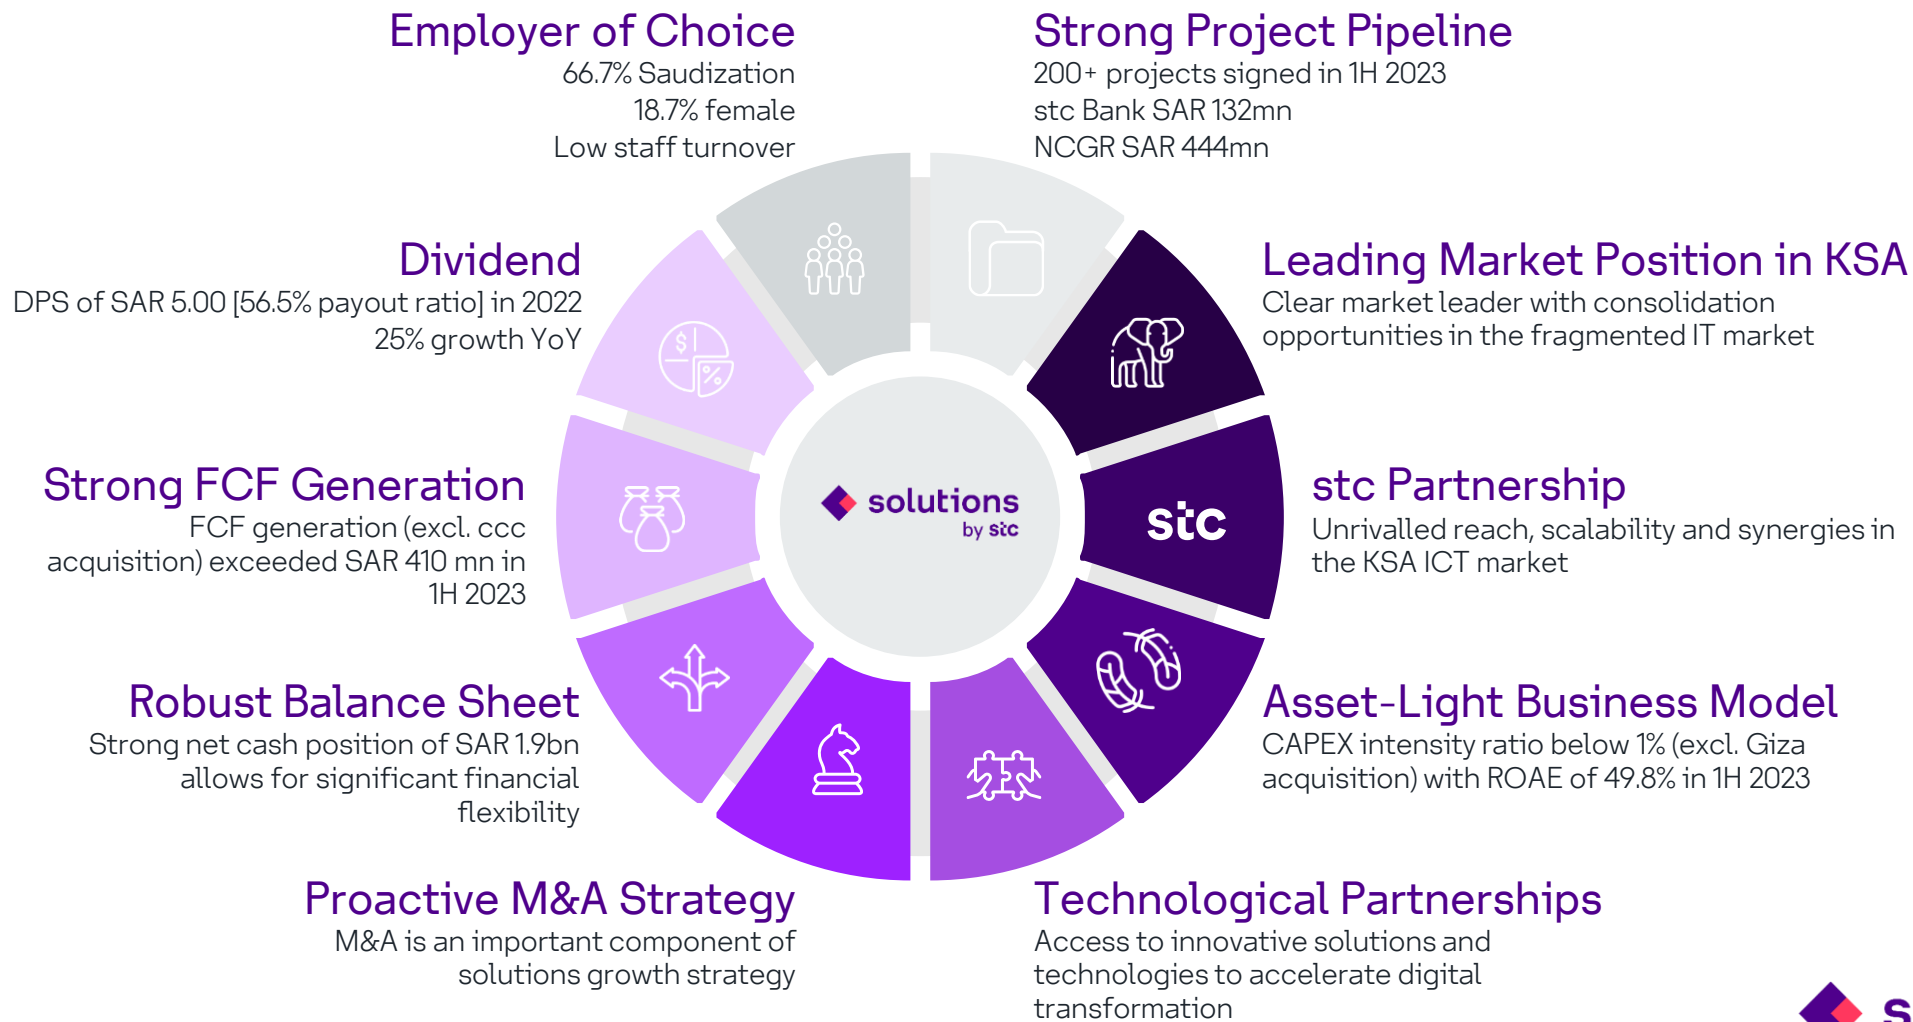 Employer of Choice
66.7% Saudization
18.7% female
Low staff turnover
Strong Project Pipeline
200+ projects signed in 1H 2023
stc Bank SAR 132mn
NCGR SAR 444mn
Dividend
DPS of SAR 5.00 [56.5% payout ratio] in 2022
25% growth YoY
Leading Market Position in KSA
Clear market leader with consolidation
opportunities in the fragmented IT market
Strong FCF Generation
FCF generation (excl. ccc
acquisition) exceeded SAR 410 mn in
1H 2023
solutions
by stc
stc
stc Partnership
Unrivalled reach, scalability and synergies in
the KSA ICT market
Robust Balance Sheet
Strong net cash position of SAR 1.9bn
allows for significant financial
flexibility
Asset-Light Business Model
CAPEX intensity ratio below 1% (excl. Giza
acquisition) with ROAE of 49.8% in 1H 2023
Proactive M&A Strategy
M&A is an important component of
solutions growth strategy
Technological Partnerships
Access to innovative solutions and
technologies to accelerate digital
transformation